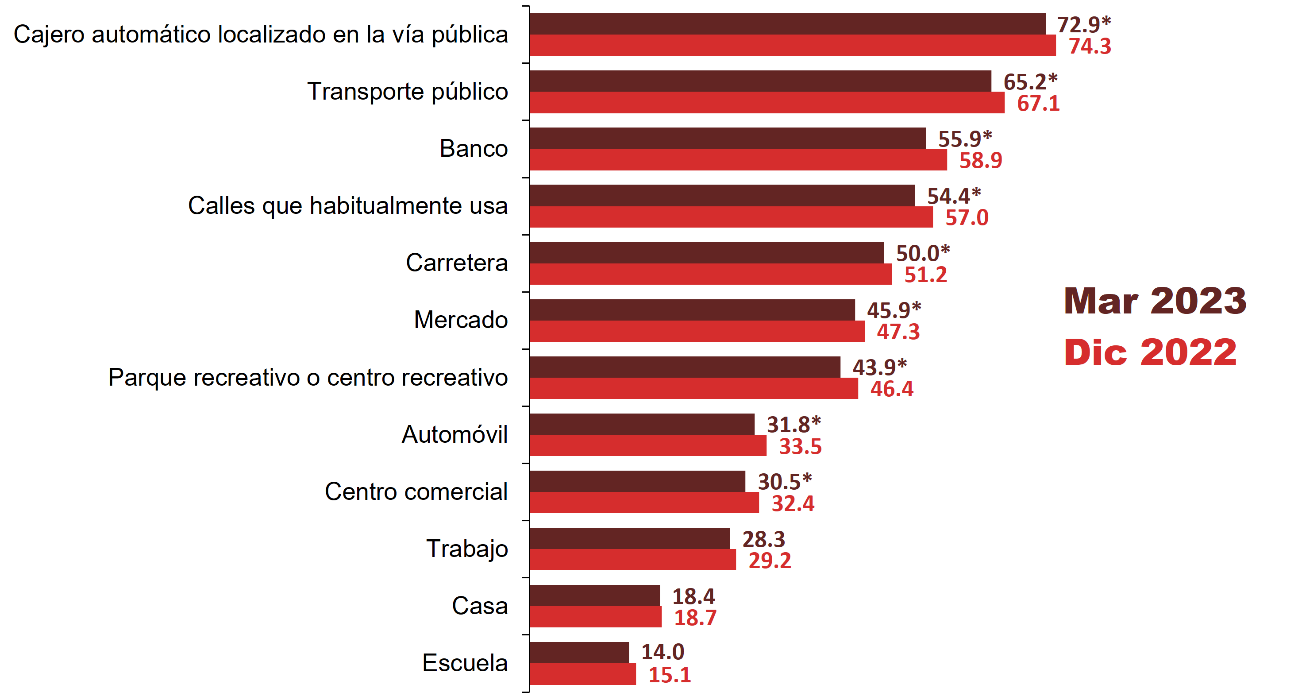 Cajero automático localizado en la vía pública
72.9*
74.3
Transporte público
65.2*
67.1
Banco
55.9*
58.9
Calles que habitualmente usa
54.4*
57.0
Carretera
50.0*
51.2
Mercado
45.9*
47.3
Parque recreativo o centro recreativo
43.9*
46.4
Automóvil
31.8*
33.5
Centro comercial
30.5*
32.4
Trabajo
28.3
29.2
Casa
18.4
18.7
Escuela
14.0
15.1
Mar 2023
Dic 2022